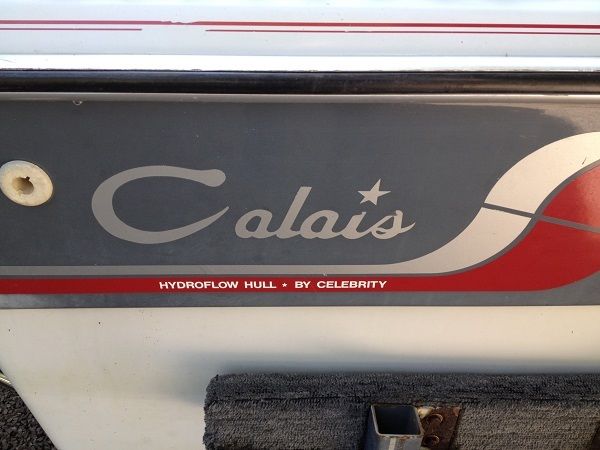 Calais
HYDROFLOW HULL ★ BY CELEBRITY